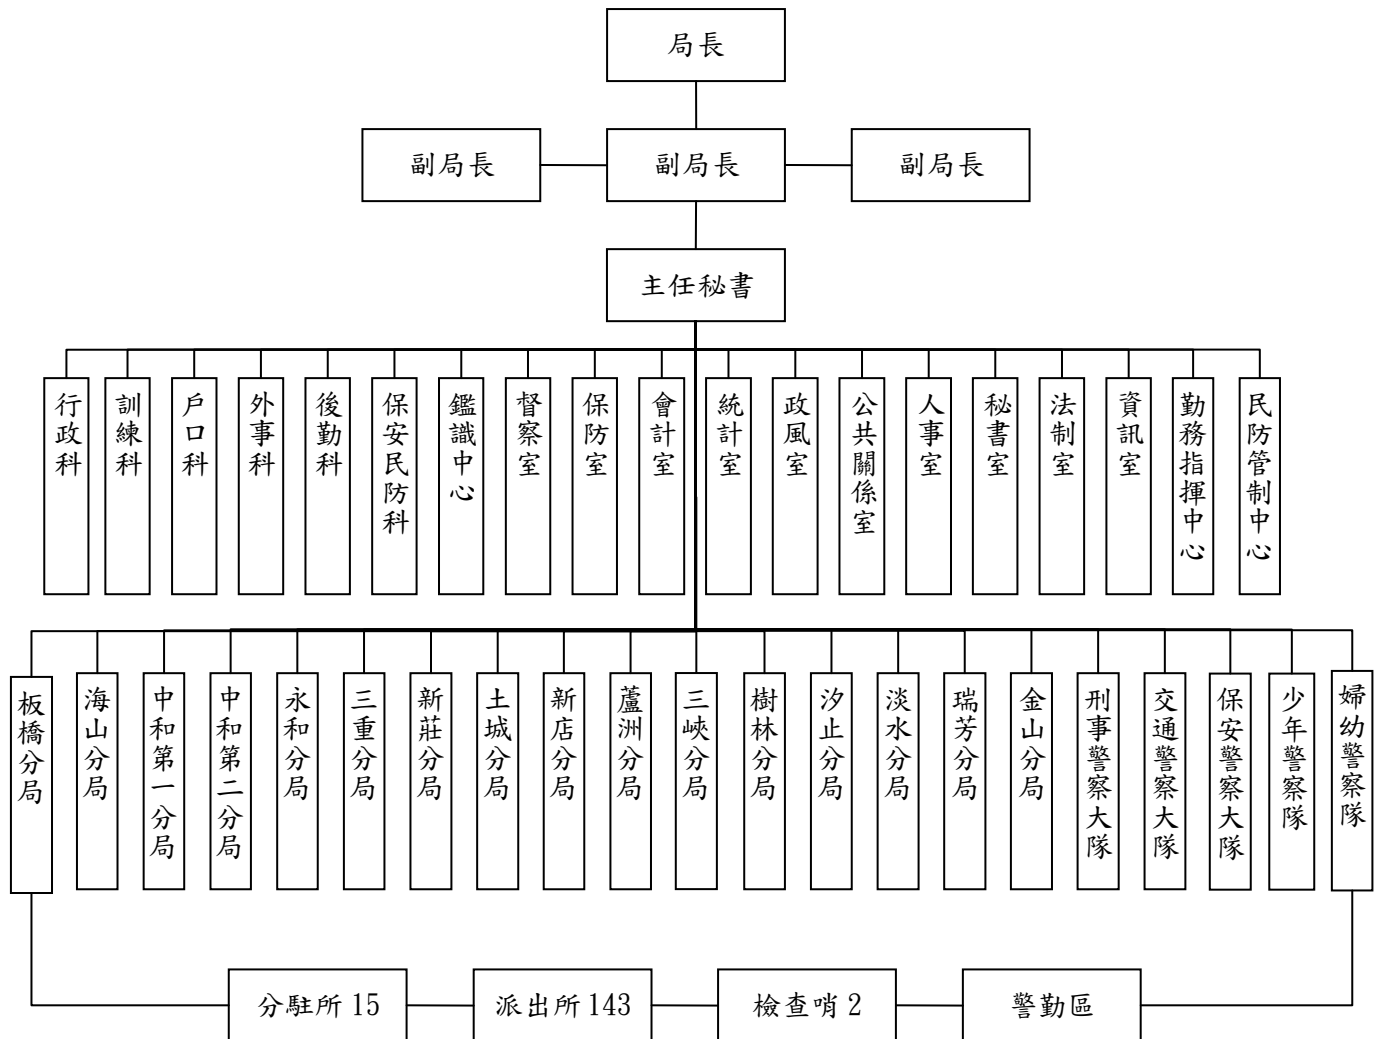 局長
副局長
副局長
副局長
主任秘書
行政科
訓練科
戶口科
外事科
後勤科
保安民防科
鑑識中心
督察室
保防室
會計室
統計室
政風室
公共關係室
人事室
秘書室
法制室
資訊室
勤務指揮中心
民防管制中心
板橋分局
海山分局
中和第一分局
中和第二分局
永和分局
三重分局
新莊分局
土城分局
新店分局
蘆洲分局
三峽分局
樹林分局
汐止分局
淡水分局
瑞芳分局
金山分局
刑事警察大隊
交通警察大隊
保安警察大隊
少年警察隊
婦幼警察隊
分駐所 15
派出所 143
檢查哨 2
警勤區